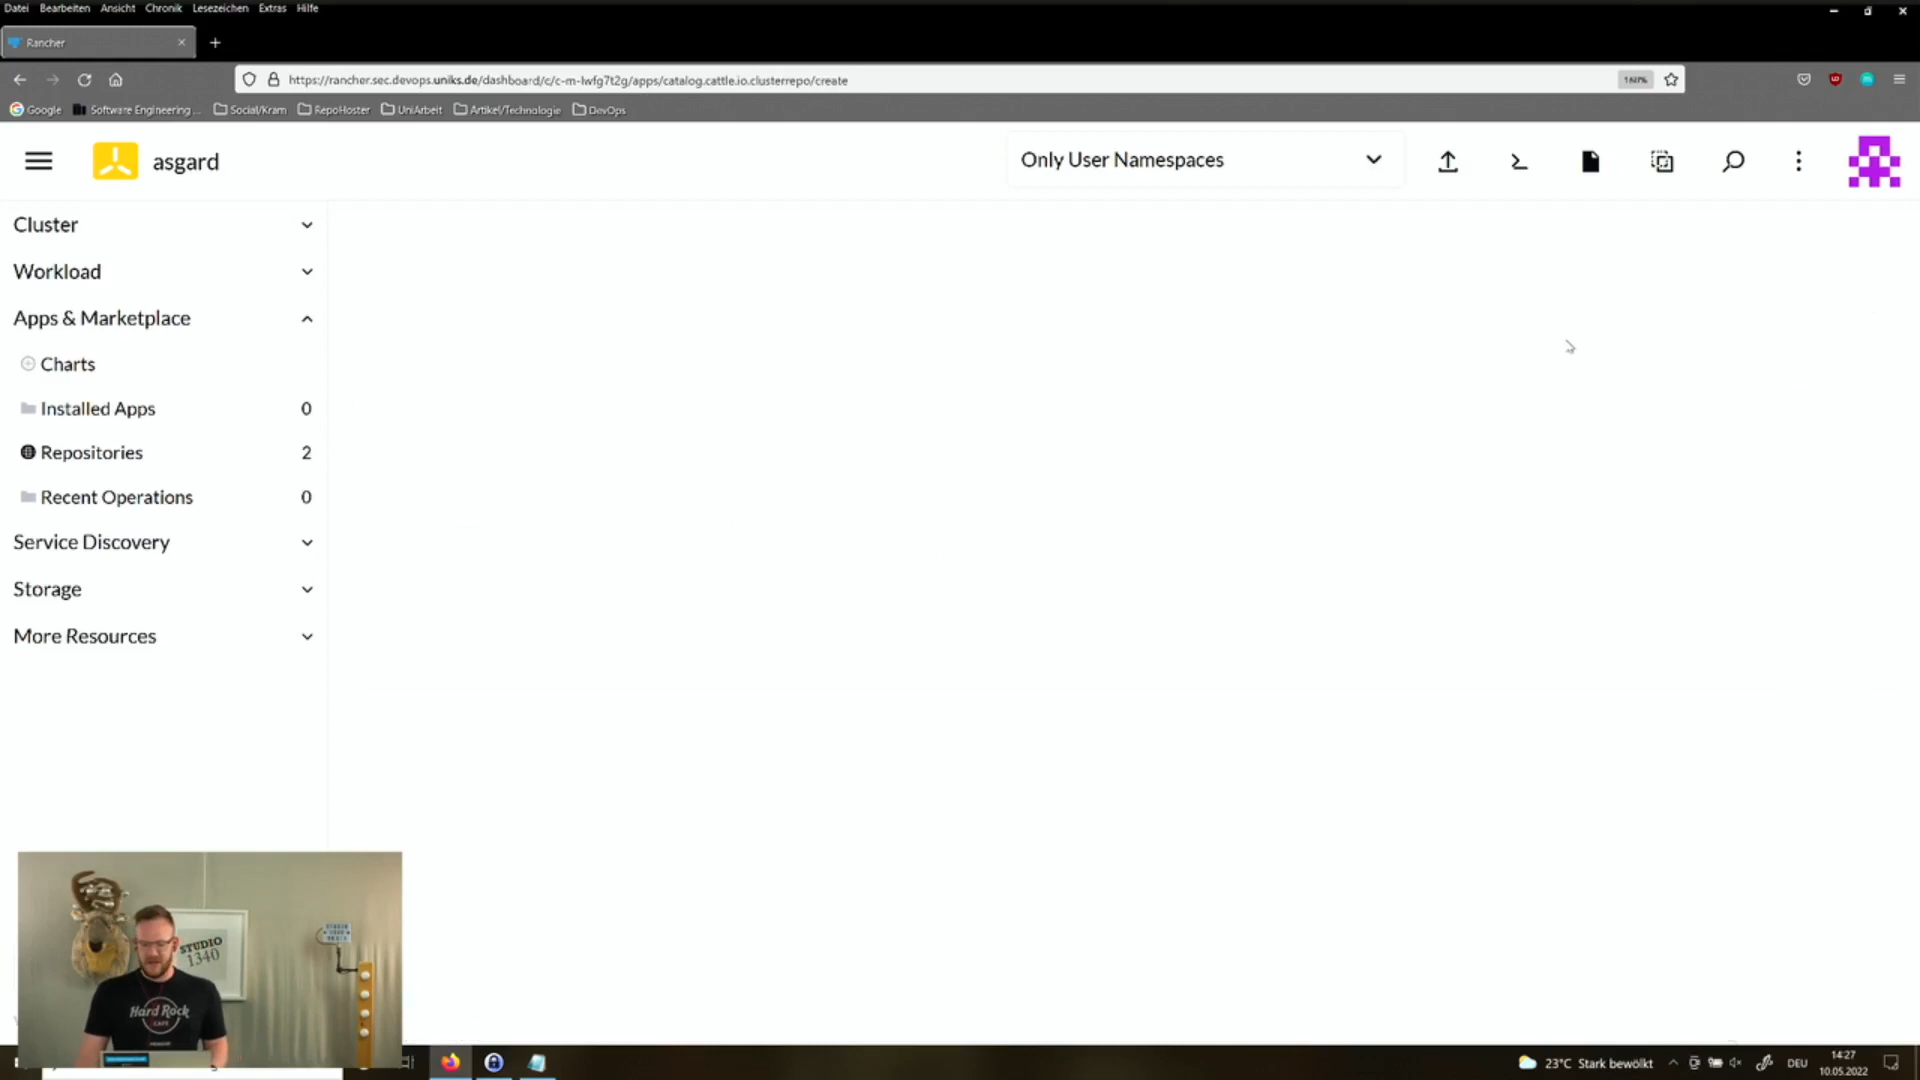 Datei Bearbeiten Ansicht Chronik Lesezeichen Extras Hilfe
Rancher
https://rancher.sec.devops.uniks.de/dashboard/c/c-m-lwfg7t2g/apps/catalog.cattle.io.clusterrepo/create
160%
Google Software Engineering ... Social/Kram RepoHoster UniArbeit Artikel/Technologie DevOps
asgard
Only User Namespaces
Cluster
Workload
Apps & Marketplace
Charts
Installed Apps 0
Repositories 2
Recent Operations 0
Service Discovery
Storage
More Resources
STUDIO
1340
Hard Rock
CAFE
23°C Stark bewölkt
DEU
14:27
10.05.2022